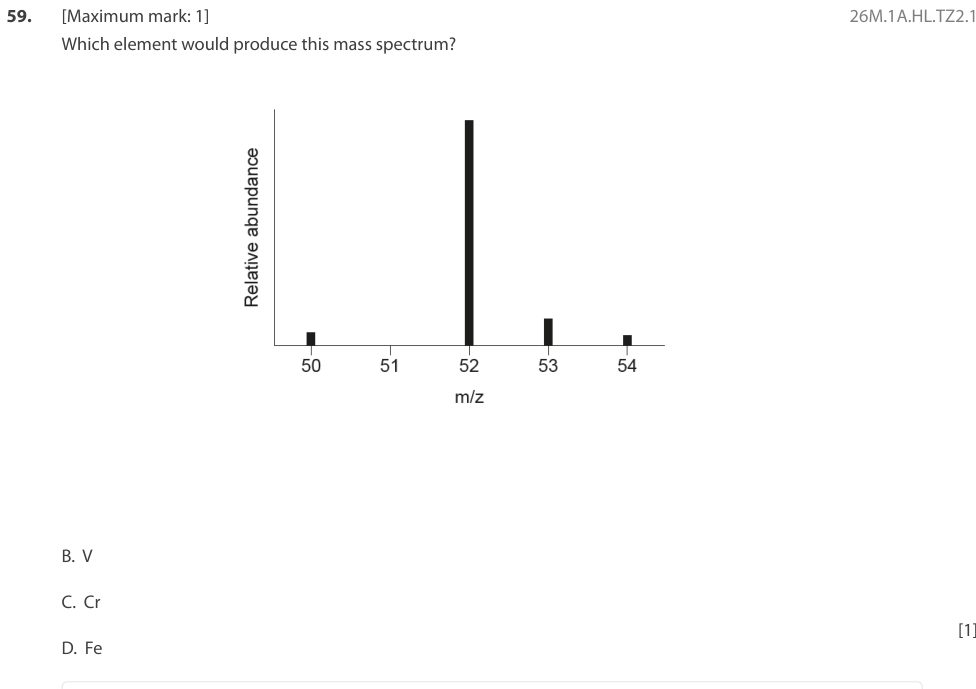 59. [Maximum mark: 1] 26M.1A.HL.TZ2.1
Which element would produce this mass spectrum?
Relative abundance
50 51 52 53 54
m/z
B. V
C. Cr
[1]
D. Fe